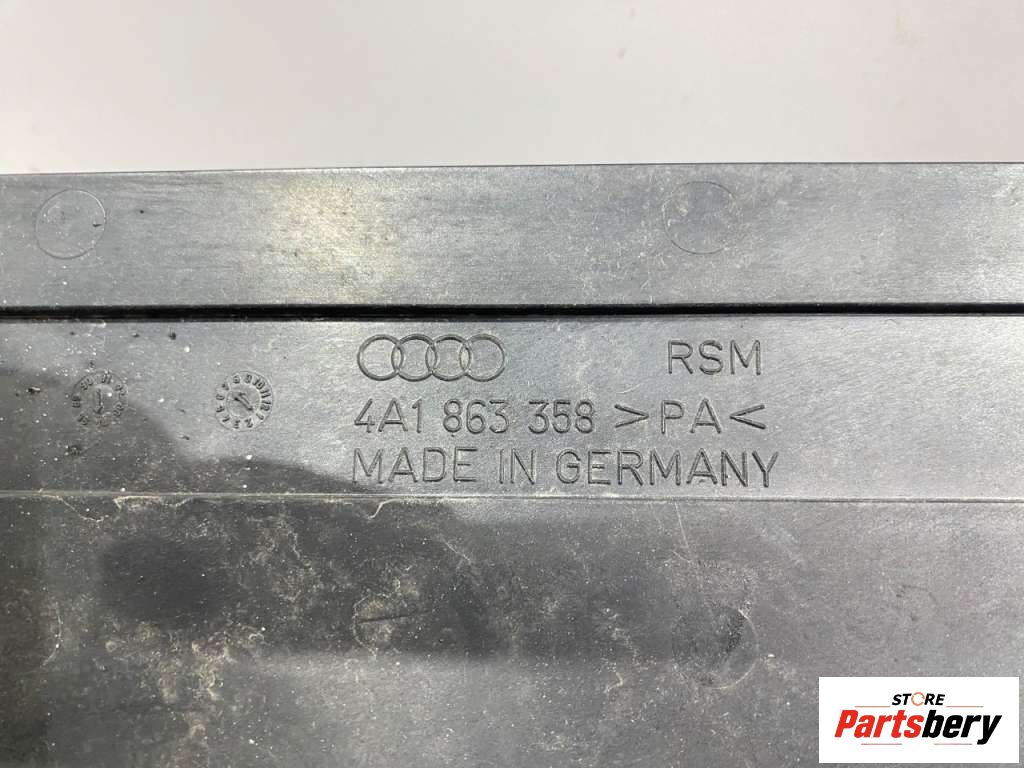 RSM
4A1 863 358 >PA<
MADE IN GERMANY
STORE
Partsbery